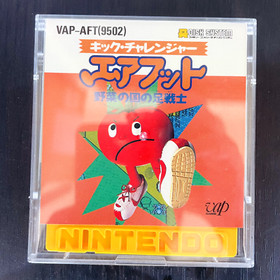 VAP-AFT(9502)
DISK SYSTEM
キック・チャレンジャー
エアフット
野菜の国の足戦士
vap
NINTENDO